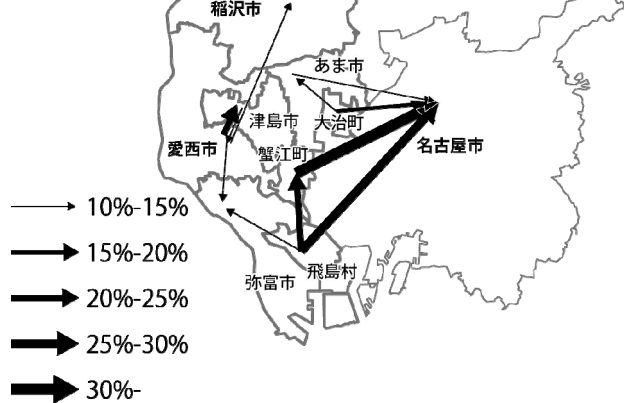 稲沢市
あま市
津島市
大治町
愛西市
蟹江町
名古屋市
10%-15%
15%-20%
飛島村
弥富市
20%-25%
25%-30%
30%-